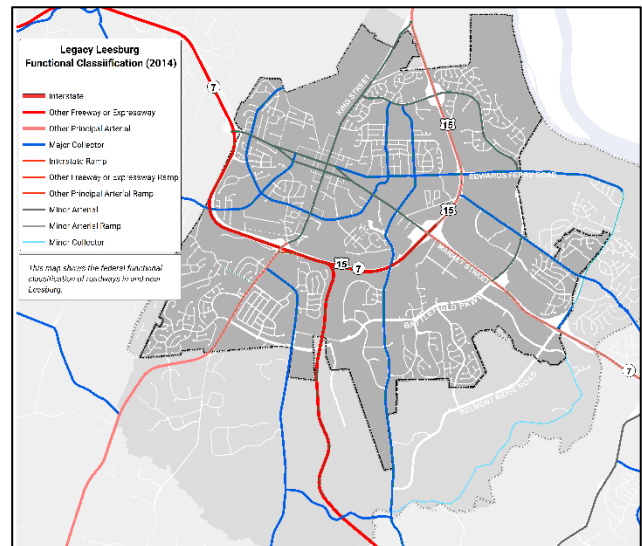 Legacy Leesburg
Functional Classiification (2014)
Interstate
Other Freeway or Expressway
Other Principal Arterial
Major Collector
Interstate Ramp
Other Freeway or Expressway Ramp
Other Principal Arterial Ramp
Minor Arterial
Minor Arterial Ramp
Minor Collector
This map shows the federal functional
classification of roadways in and near
Leesburg.
7
KING STREET
15
EDWARDS FERRY ROAD
15
MARKET STREET
15
7
BATTLEFIELD PKWY
7
BELMONT RIDGE ROAD